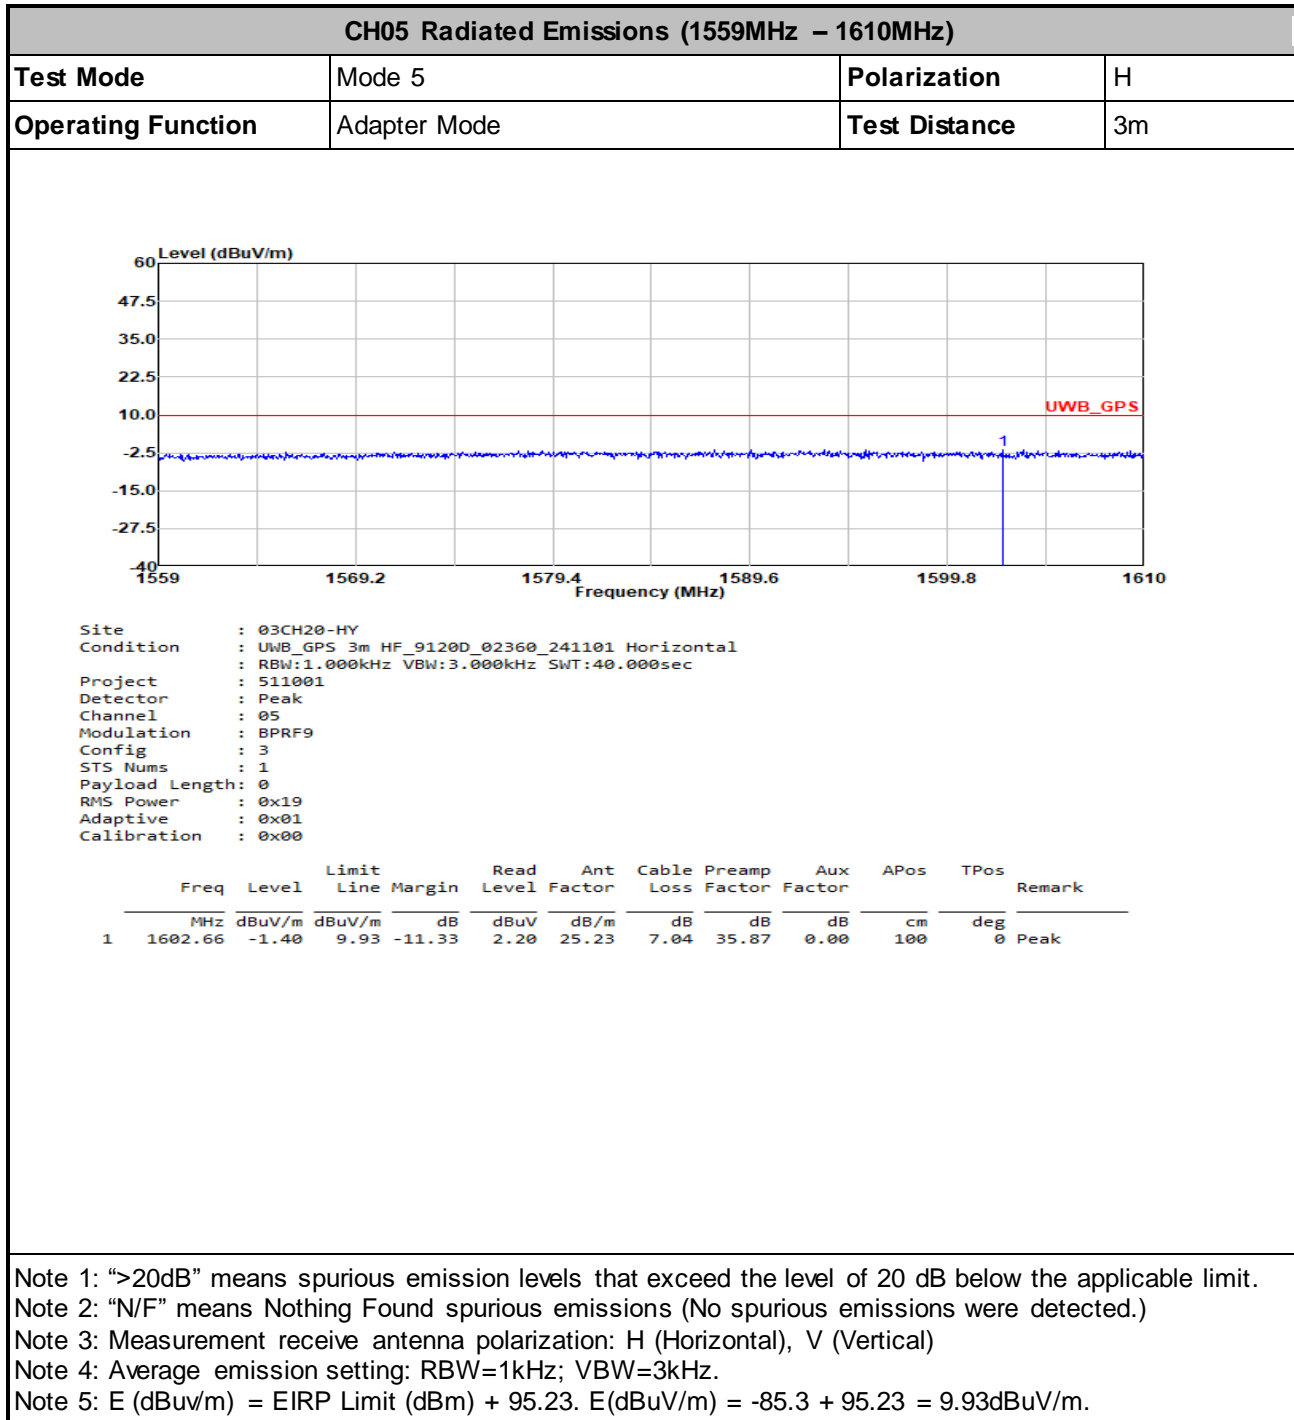 CH05 Radiated Emissions (1559MHz – 1610MHz)
Test Mode Mode 5 Polarization H
Operating Function Adapter Mode Test Distance 3m
Level (dBuV/m)
60
47.5
35.0
22.5
10.0
UWB_GPS
1
-2.5
-15.0
-27.5
-40
1559 1569.2 1579.4 1589.6 1599.8 1610
Frequency (MHz)
Site : 03CH20-HY
Condition : UWB_GPS 3m HF_9120D_02360_241101 Horizontal
: RBW:1.000kHz VBW:3.000kHz SWT:40.000sec
Project : 511001
Detector : Peak
Channel : 05
Modulation : BPRF9
Config : 3
STS Nums : 1
Payload Length: 0
RMS Power : 0x19
Adaptive : 0x01
Calibration : 0x00
Limit Read Ant Cable Preamp Aux APos TPos
Freq Level Line Margin Level Factor Loss Factor Factor Remark
MHz dBuV/m dBuV/m dB dBuV dB/m dB dB dB cm deg
1 1602.66 -1.40 9.93 -11.33 2.20 25.23 7.04 35.87 0.00 100 0 Peak
Note 1: “>20dB” means spurious emission levels that exceed the level of 20 dB below the applicable limit.
Note 2: “N/F” means Nothing Found spurious emissions (No spurious emissions were detected.)
Note 3: Measurement receive antenna polarization: H (Horizontal), V (Vertical)
Note 4: Average emission setting: RBW=1kHz; VBW=3kHz.
Note 5: E (dBuv/m) = EIRP Limit (dBm) + 95.23. E(dBuV/m) = -85.3 + 95.23 = 9.93dBuV/m.